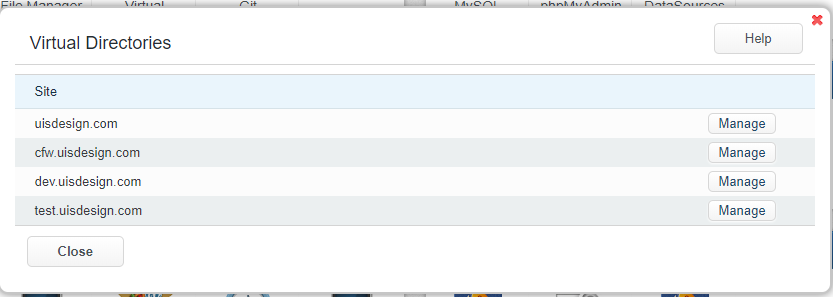 File Manager Virtual Git MySQL phpMyAdmin DataSources
Virtual Directories
Help
Site
uisdesign.com Manage
cfw.uisdesign.com Manage
dev.uisdesign.com Manage
test.uisdesign.com Manage
Close